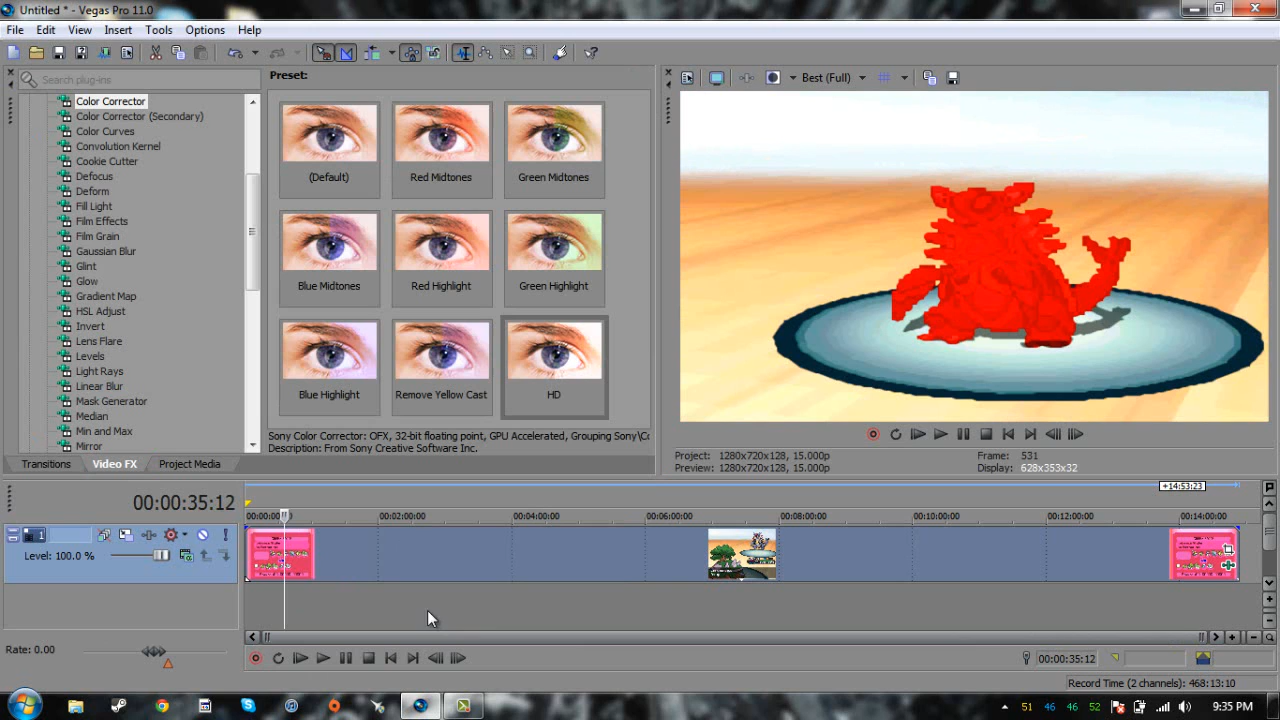 Untitled * - Vegas Pro 11.0
File Edit View Insert Tools Options Help
Search plug-ins
Color Corrector
Color Corrector (Secondary)
Color Curves
Convolution Kernel
Cookie Cutter
Defocus
Deform
Fill Light
Film Effects
Film Grain
Gaussian Blur
Glint
Glow
Gradient Map
HSL Adjust
Invert
Lens Flare
Levels
Light Rays
Linear Blur
Mask Generator
Median
Min and Max
Mirror
Transitions Video FX Project Media
Preset:
(Default) Red Midtones Green Midtones
Blue Midtones Red Highlight Green Highlight
Blue Highlight Remove Yellow Cast HD
Sony Color Corrector: OFX, 32-bit floating point, GPU Accelerated, Grouping Sony\Co
Description: From Sony Creative Software Inc.
Best (Full)
Project: 1280x720x128, 15.000p Frame: 531
Preview: 1280x720x128, 15.000p Display: 628x353x32
00:00:35:12
+14:53:23
00:02:00:00 00:04:00:00 00:06:00:00 00:08:00:00 00:10:00:00 00:12:00:00 00:14:00:00
1
Level: 100.0 %
Rate: 0.00
00:00:35:12
Record Time (2 channels): 468:13:10
51 46 46 52 9:35 PM